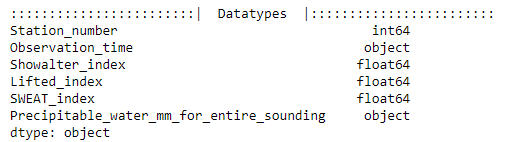 ::::::::::::::::::::::::| Datatypes |::::::::::::::::::::::::
Station_number int64
Observation_time object
Showalter_index float64
Lifted_index float64
SWEAT_index float64
Precipitable_water_mm_for_entire_sounding object
dtype: object